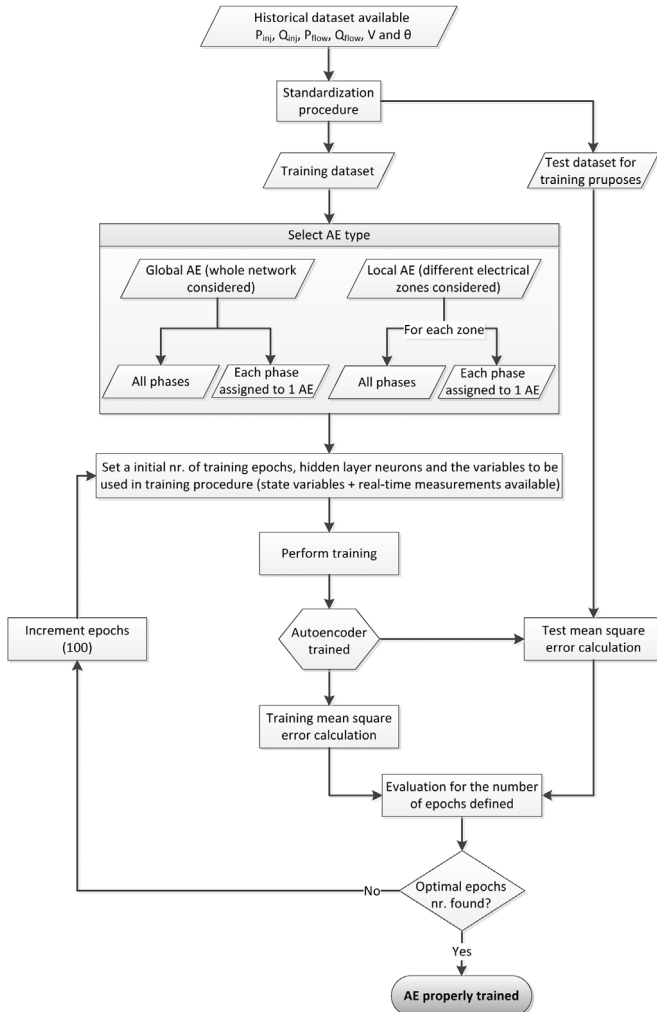 Historical dataset available
Pinj, Qinj, Pflow, Qflow, V and θ
Standardization
procedure
Training dataset
Test dataset for
training pruposes
Select AE type
Global AE (whole network
considered)
Local AE (different electrical
zones considered)
For each zone
All phases
Each phase
assigned to 1 AE
All phases
Each phase
assigned to 1 AE
Set a initial nr. of training epochs, hidden layer neurons and the variables to be
used in training procedure (state variables + real-time measurements available)
Perform training
Increment epochs
(100)
Autoencoder
trained
Test mean square
error calculation
Training mean square
error calculation
Evaluation for the number
of epochs defined
No
Optimal epochs
nr. found?
Yes
AE properly trained